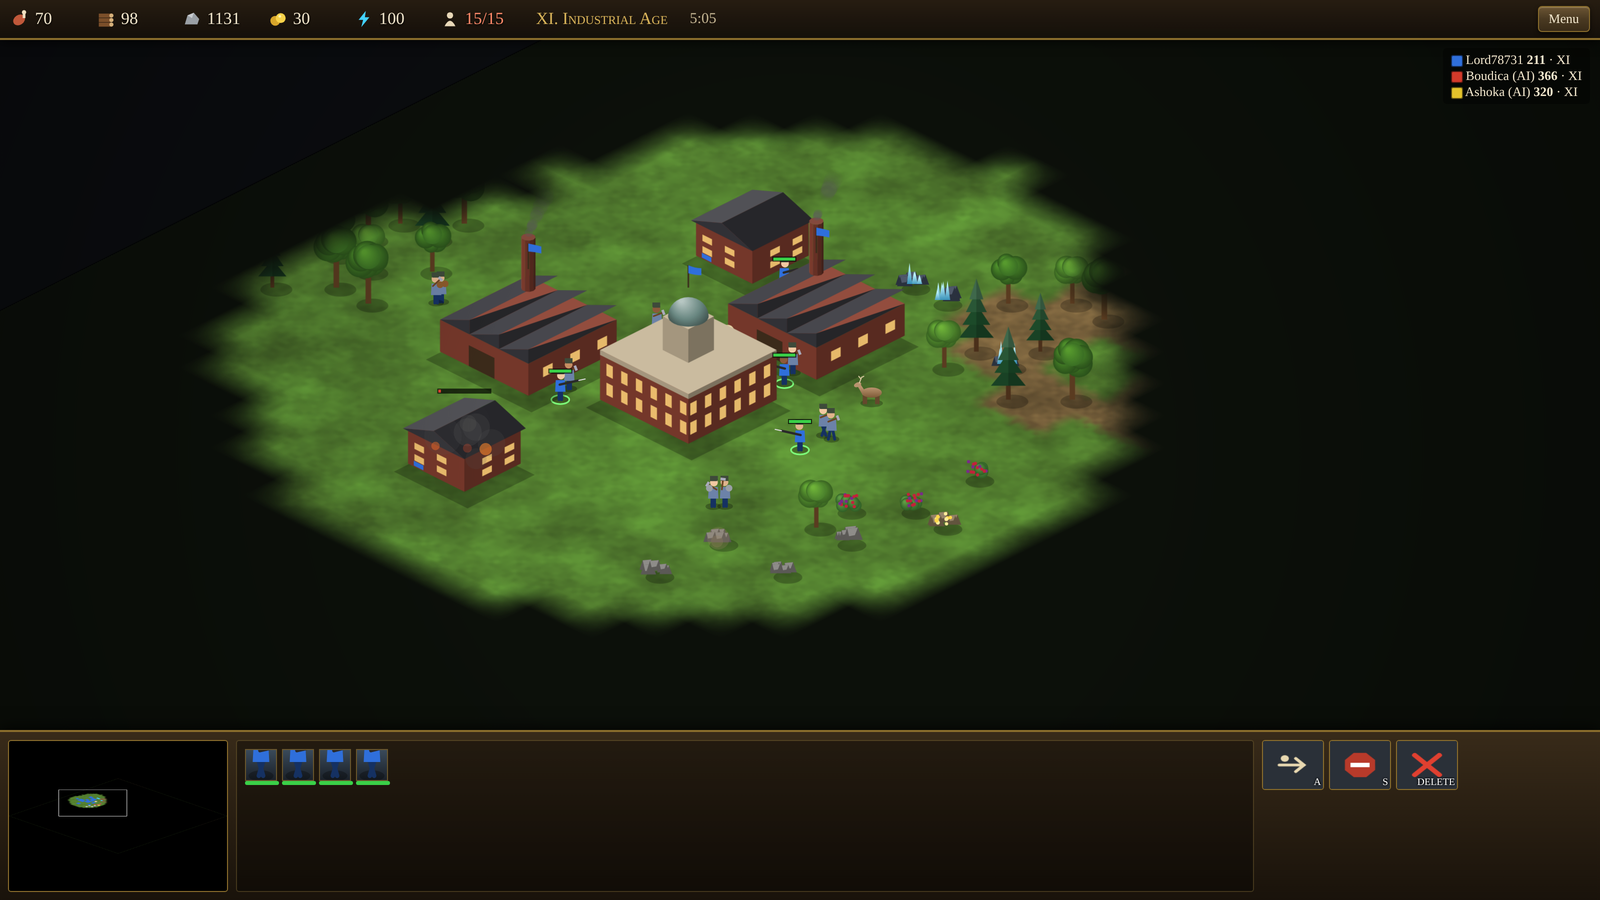 70 98 1131 30 100 15/15 XI. Industrial Age 5:05 Menu
Lord78731 211 · XI
Boudica (AI) 366 · XI
Ashoka (AI) 320 · XI
A S DELETE